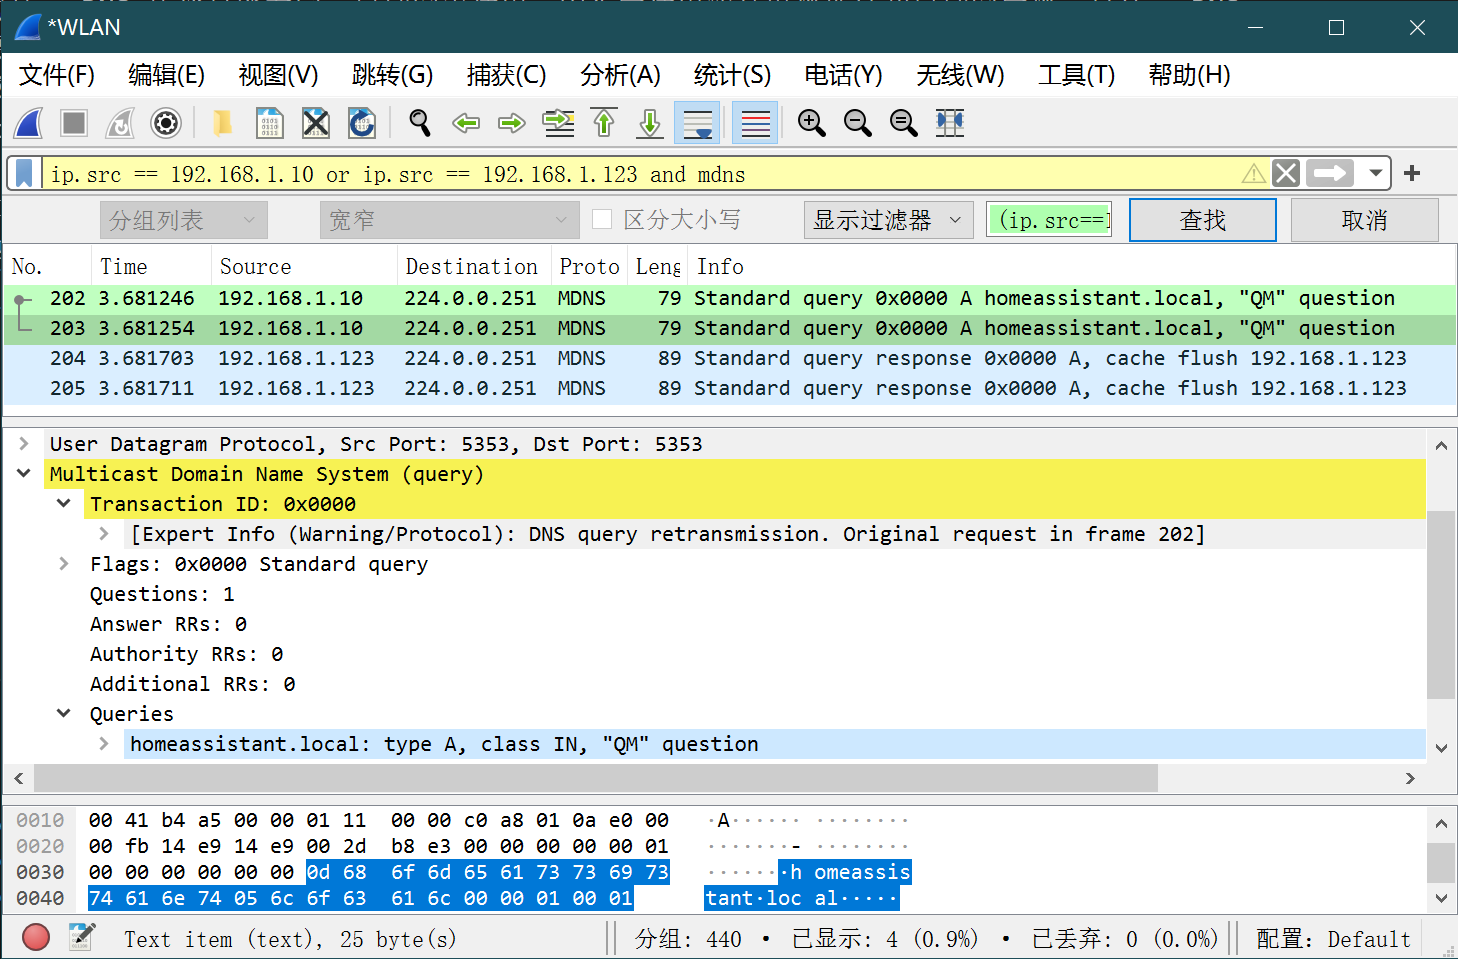 *WLAN
文件(F) 编辑(E) 视图(V) 跳转(G) 捕获(C) 分析(A) 统计(S) 电话(Y) 无线(W) 工具(T) 帮助(H)
ip.src == 192.168.1.10 or ip.src == 192.168.1.123 and mdns
分组列表 宽窄 区分大小写 显示过滤器 (ip.src== 查找 取消
No. Time Source Destination Proto Leng Info
202 3.681246 192.168.1.10 224.0.0.251 MDNS 79 Standard query 0x0000 A homeassistant.local, "QM" question
203 3.681254 192.168.1.10 224.0.0.251 MDNS 79 Standard query 0x0000 A homeassistant.local, "QM" question
204 3.681703 192.168.1.123 224.0.0.251 MDNS 89 Standard query response 0x0000 A, cache flush 192.168.1.123
205 3.681711 192.168.1.123 224.0.0.251 MDNS 89 Standard query response 0x0000 A, cache flush 192.168.1.123
User Datagram Protocol, Src Port: 5353, Dst Port: 5353
Multicast Domain Name System (query)
Transaction ID: 0x0000
[Expert Info (Warning/Protocol): DNS query retransmission. Original request in frame 202]
Flags: 0x0000 Standard query
Questions: 1
Answer RRs: 0
Authority RRs: 0
Additional RRs: 0
Queries
homeassistant.local: type A, class IN, "QM" question
0010 00 41 b4 a5 00 00 01 11 00 00 c0 a8 01 0a e0 00 ·A······ ········
0020 00 fb 14 e9 14 e9 00 2d b8 e3 00 00 00 00 00 01 ·······- ········
0030 00 00 00 00 00 00 0d 68 6f 6d 65 61 73 73 69 73 ·······h omeassis
0040 74 61 6e 74 05 6c 6f 63 61 6c 00 00 01 00 01 tant·loc al·····
Text item (text), 25 byte(s) 分组: 440 · 已显示: 4 (0.9%) · 已丢弃: 0 (0.0%) 配置: Default